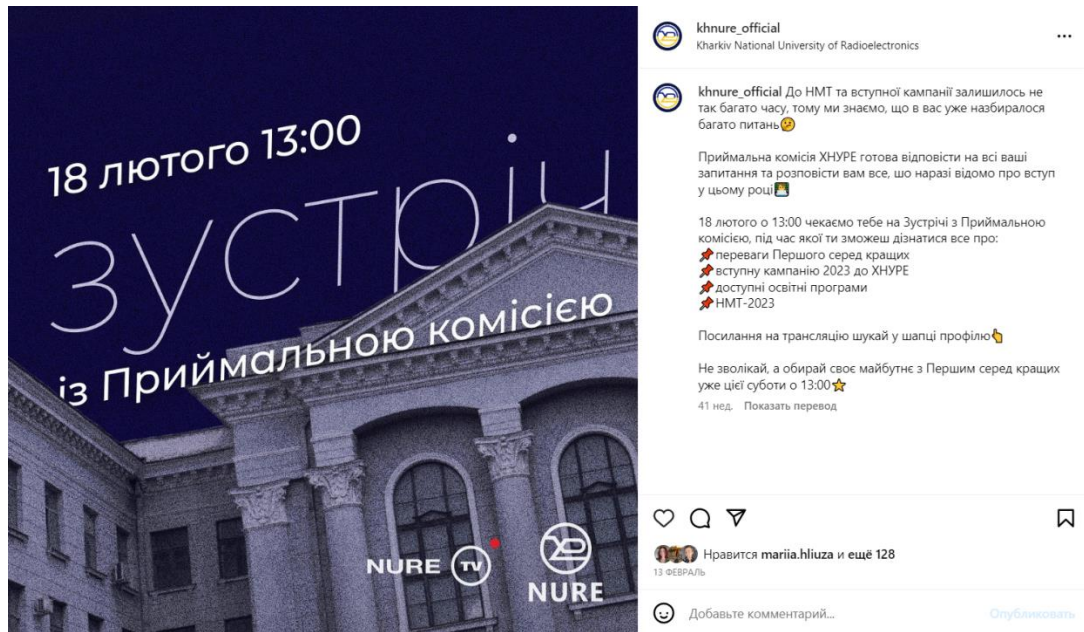 18 лютого 13:00
зустріч
із Приймальною комісією
NURE TV
NURE
khnure_official
Kharkiv National University of Radioelectronics
khnure_official До НМТ та вступної кампанії залишилось не
так багато часу, тому ми знаємо, що в вас уже назбиралося
багато питань
Приймальна комісія ХНУРЕ готова відповісти на всі ваші
запитання та розповісти вам все, шо наразі відомо про вступ
у цьому році
18 лютого о 13:00 чекаємо тебе на Зустрічі з Приймальною
комісією, під час якої ти зможеш дізнатися все про:
📌переваги Першого серед кращих
📌вступну кампанію 2023 до ХНУРЕ
📌доступні освітні програми
📌НМТ-2023
Посилання на трансляцію шукай у шапці профілю👆
Не зволікай, а обирай своє майбутнє з Першим серед кращих
уже цієї суботи о 13:00⭐
41 нед. Показать перевод
Нравится mariia.hliuza и ещё 128
13 ФЕВРАЛЬ
Добавьте комментарий... Опубликовать